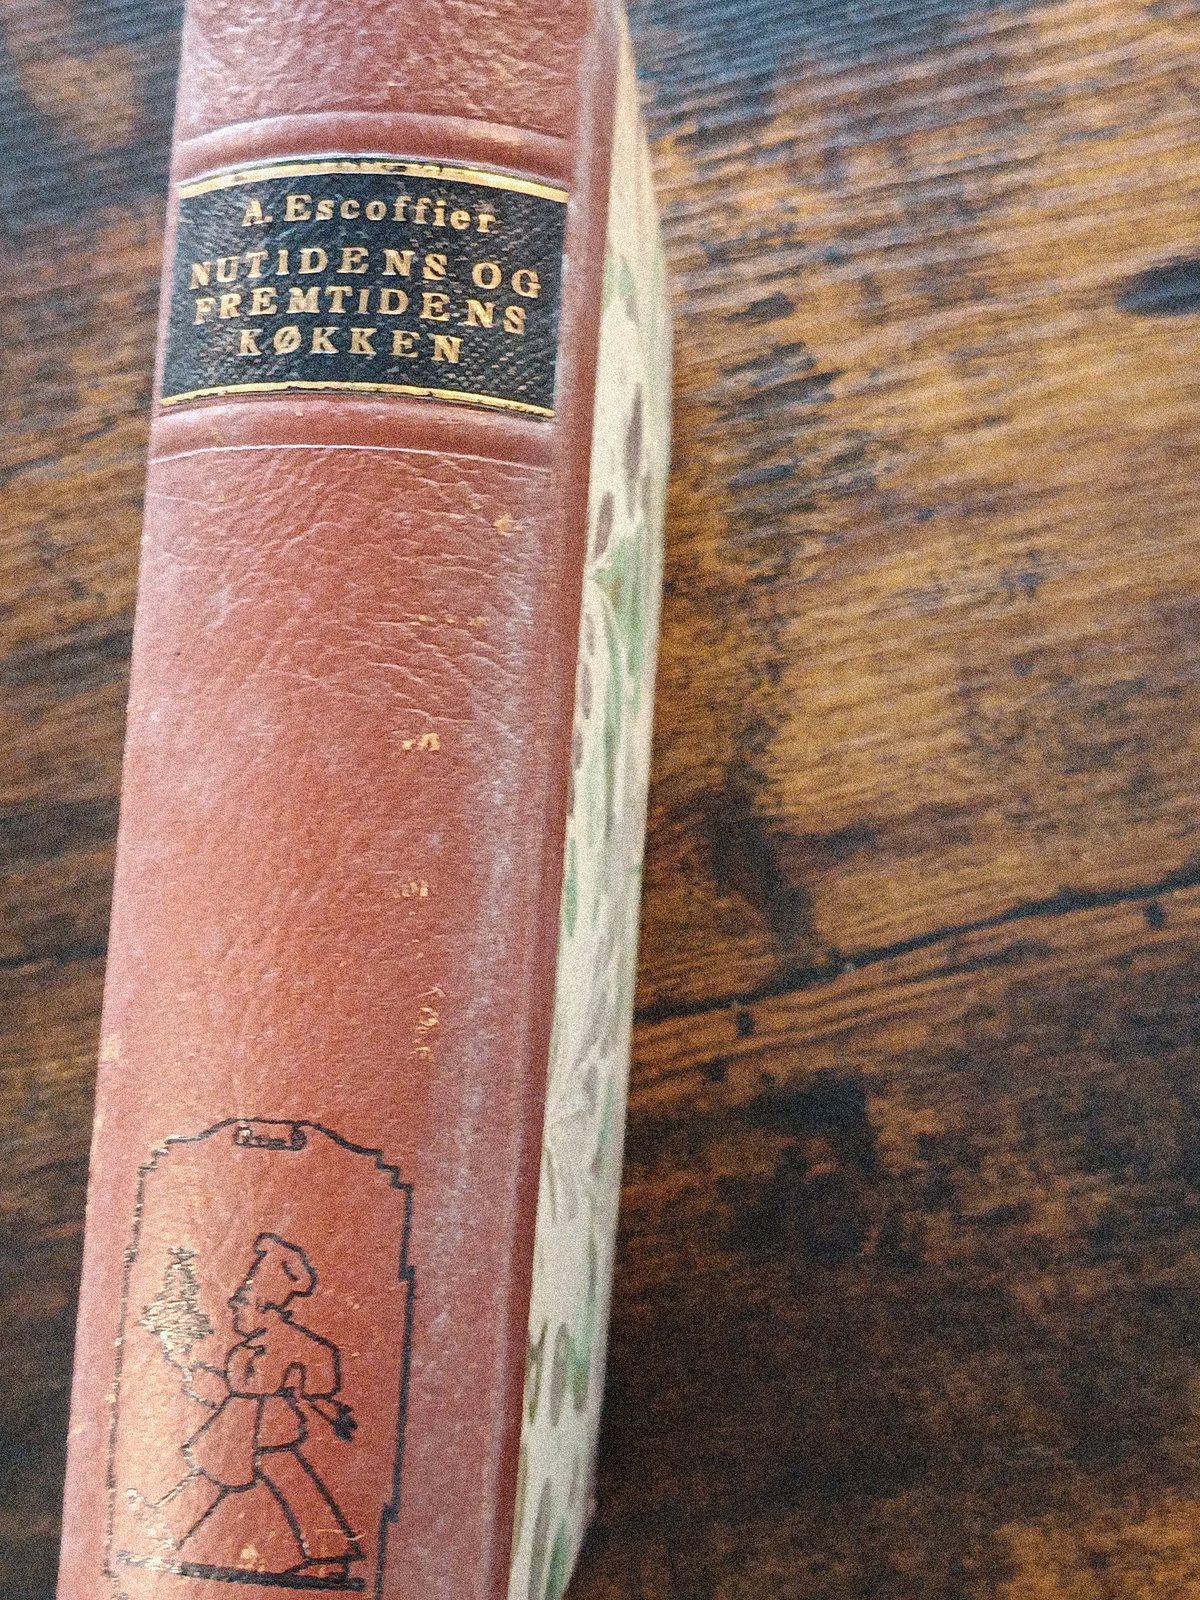 A. Escoffier
NUTIDENS OG
FREMTIDENS
KØKKEN